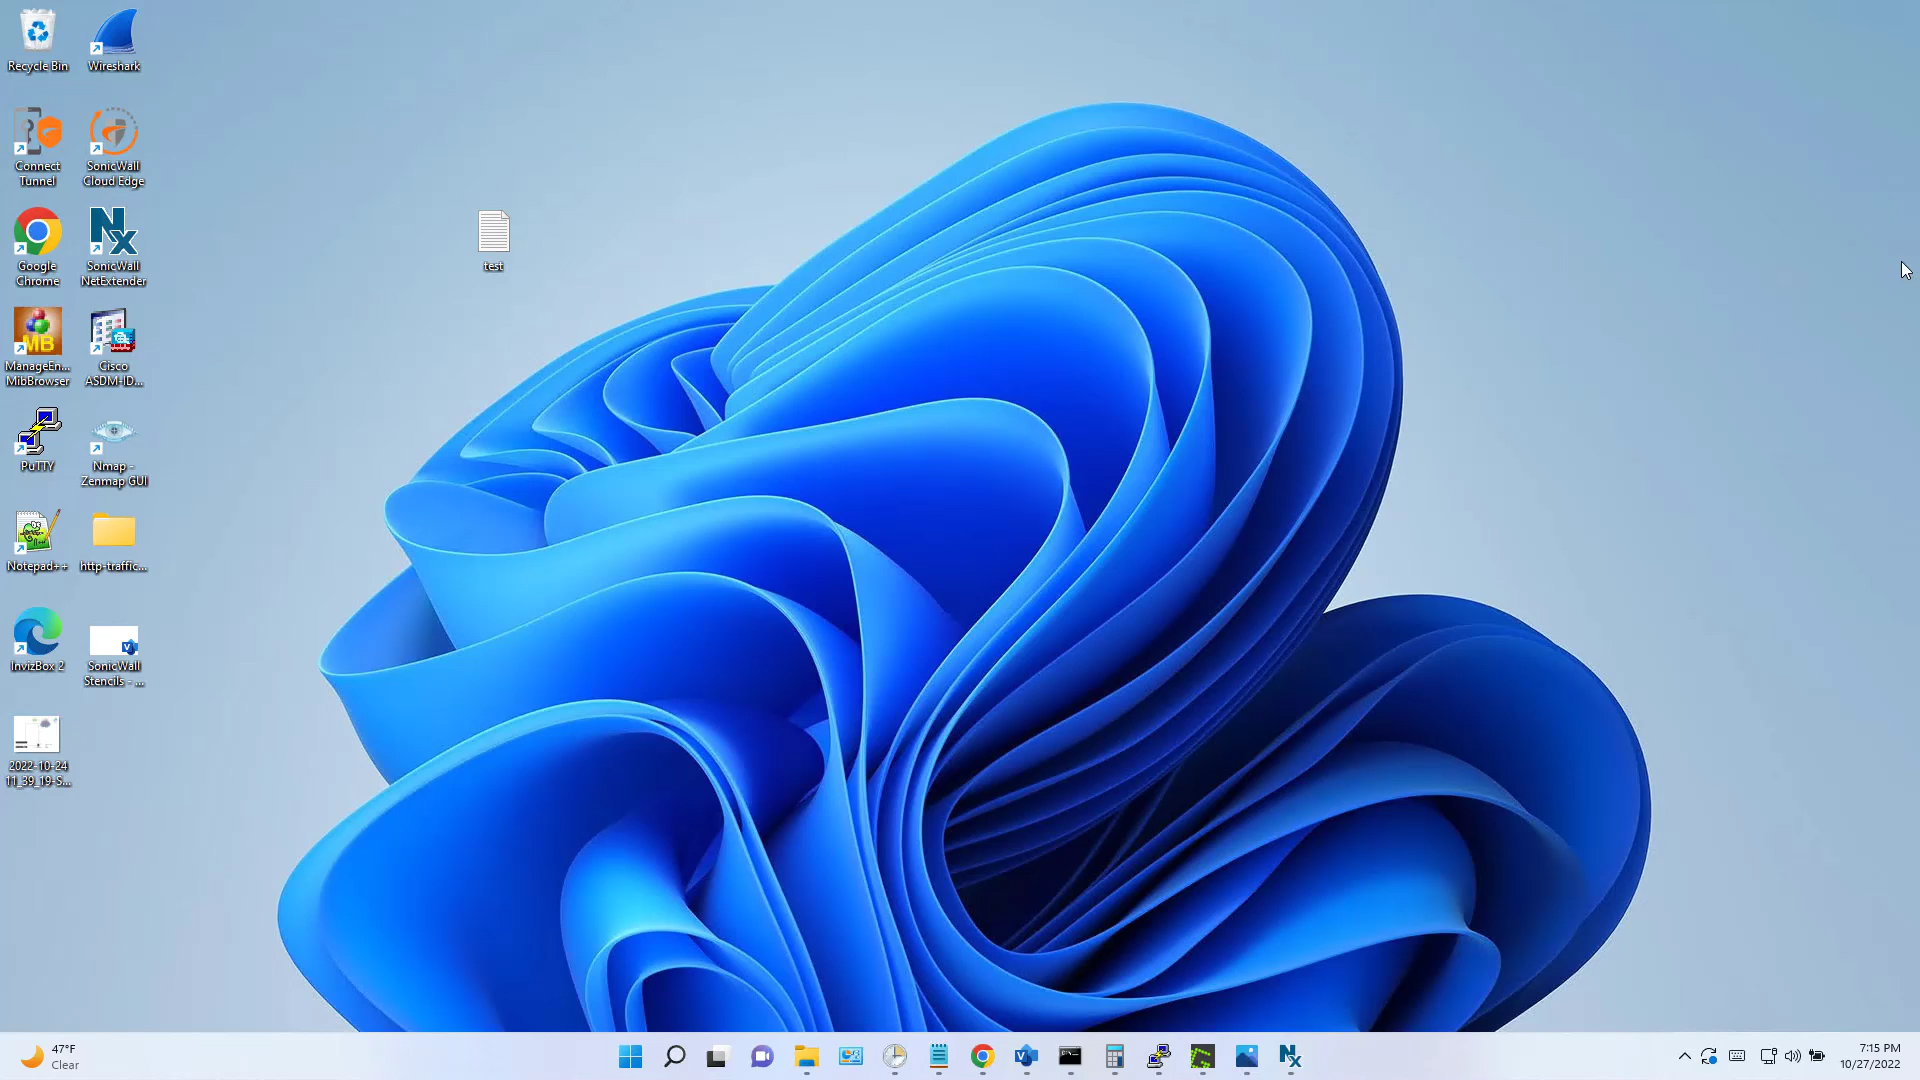 Recycle Bin
Wireshark
Connect
Tunnel
SonicWall
Cloud Edge
Google
Chrome
SonicWall
NetExtender
test
ManageEn...
MibBrowser
Cisco
ASDM-ID...
PuTTY
Nmap -
Zenmap GUI
Notepad++
http-traffic...
InvizBox 2
SonicWall
Stencils - ...
2022-10-24
11_39_19-S...
47°F
Clear
7:15 PM
10/27/2022